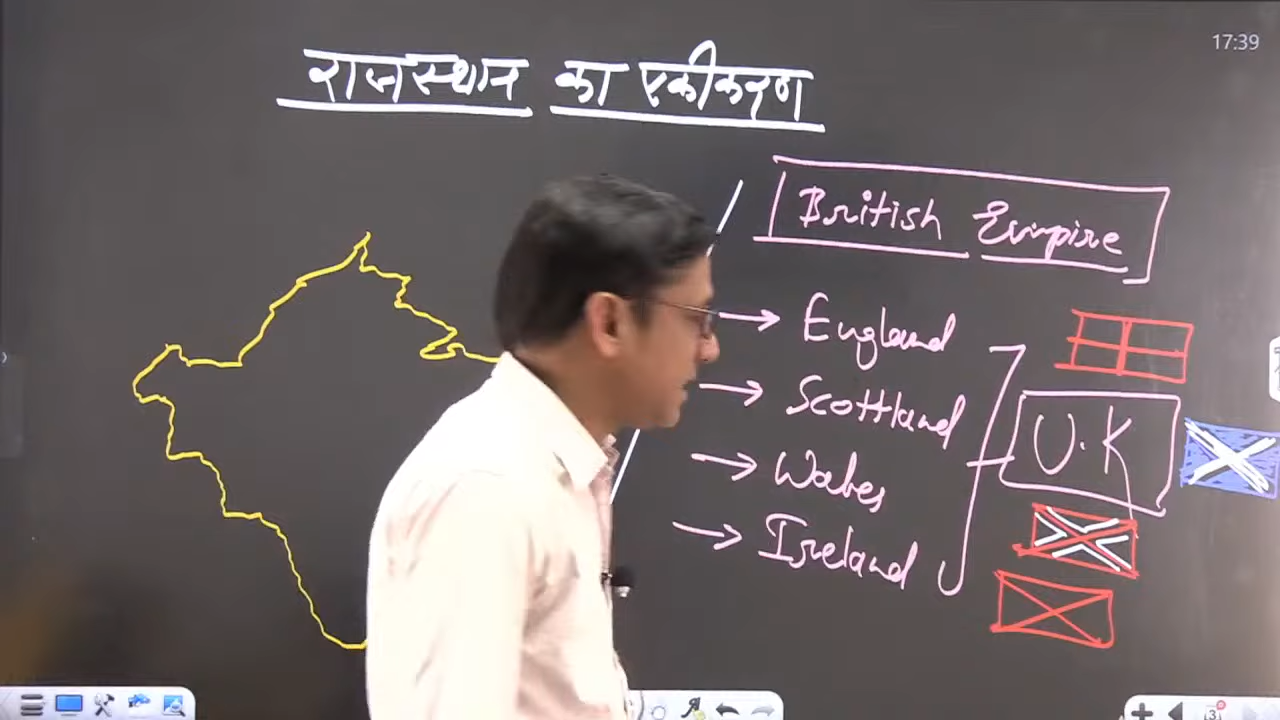 17:39
राजस्थान का एकीकरण
British Empire
England
Scottland
Wales
Ireland
U.K